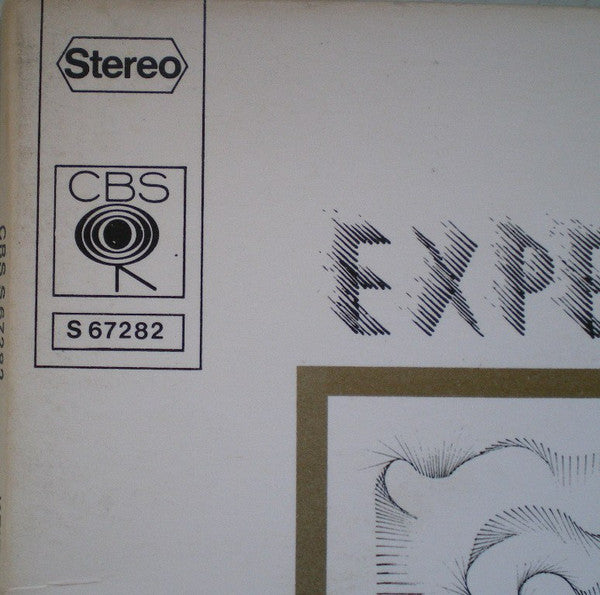 Stereo
CBS
S 67282
EXPE
CBS S 67282